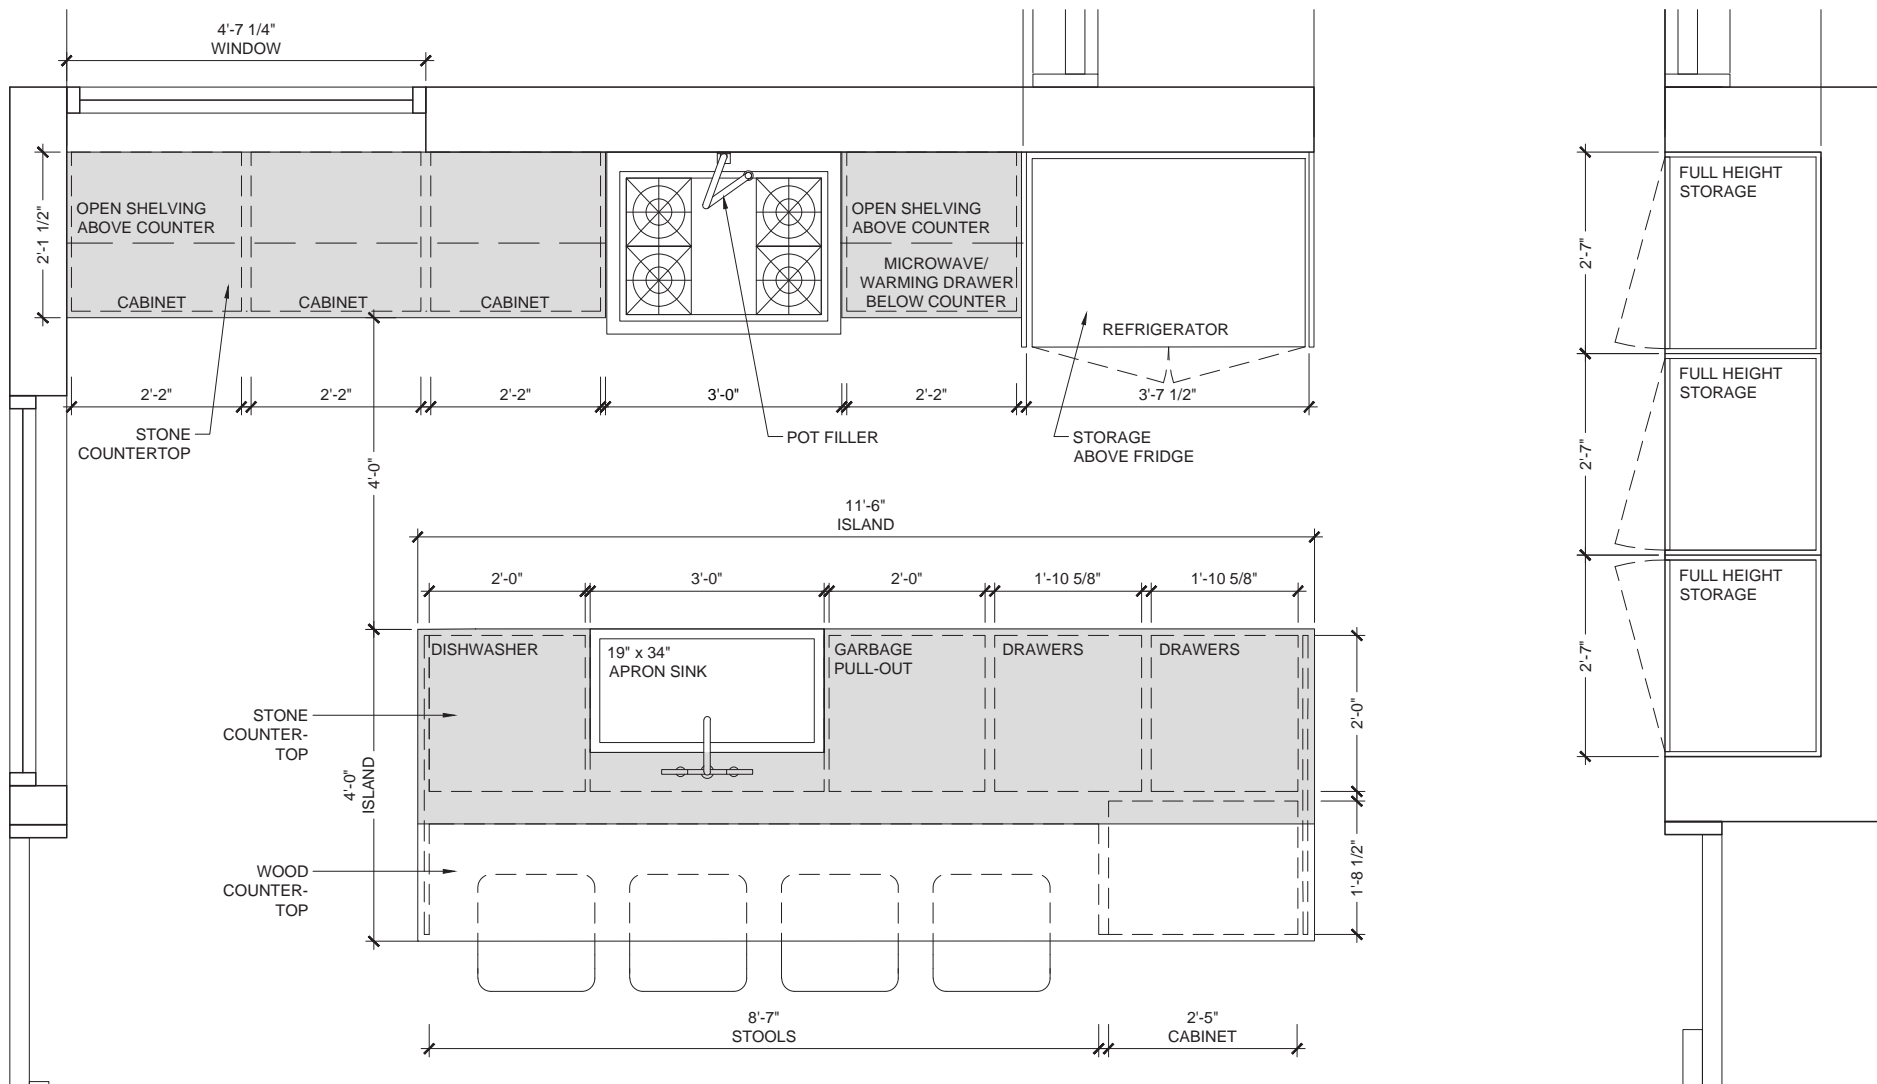 4'-7 1/4"
WINDOW
2'-1 1/2"
OPEN SHELVING
ABOVE COUNTER
CABINET
CABINET
CABINET
OPEN SHELVING
ABOVE COUNTER
MICROWAVE/
WARMING DRAWER
BELOW COUNTER
REFRIGERATOR
2'-2"
2'-2"
2'-2"
3'-0"
2'-2"
3'-7 1/2"
STONE
COUNTERTOP
POT FILLER
STORAGE
ABOVE FRIDGE
4'-0"
FULL HEIGHT
STORAGE
2'-7"
FULL HEIGHT
STORAGE
2'-7"
FULL HEIGHT
STORAGE
2'-7"
11'-6"
ISLAND
2'-0"
3'-0"
2'-0"
1'-10 5/8"
1'-10 5/8"
DISHWASHER
19" x 34"
APRON SINK
GARBAGE
PULL-OUT
DRAWERS
DRAWERS
STONE
COUNTER-
TOP
2'-0"
4'-0"
ISLAND
WOOD
COUNTER-
TOP
1'-8 1/2"
8'-7"
STOOLS
2'-5"
CABINET